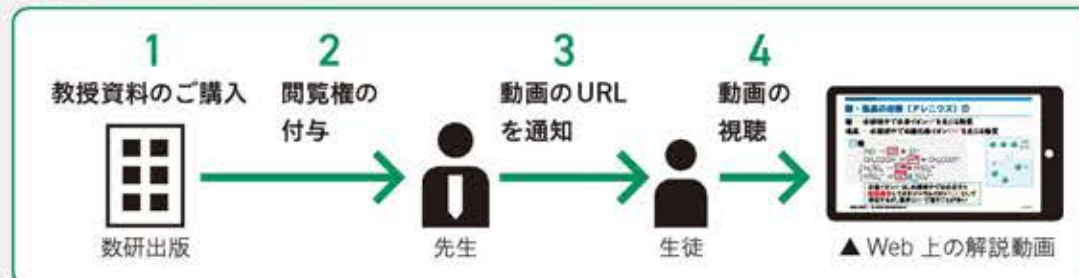 1
教授資料のご購入
2
閲覧権の
付与
3
動画のURL
を通知
4
動画の
視聴
数研出版
先生
生徒
▲ Web 上の解説動画